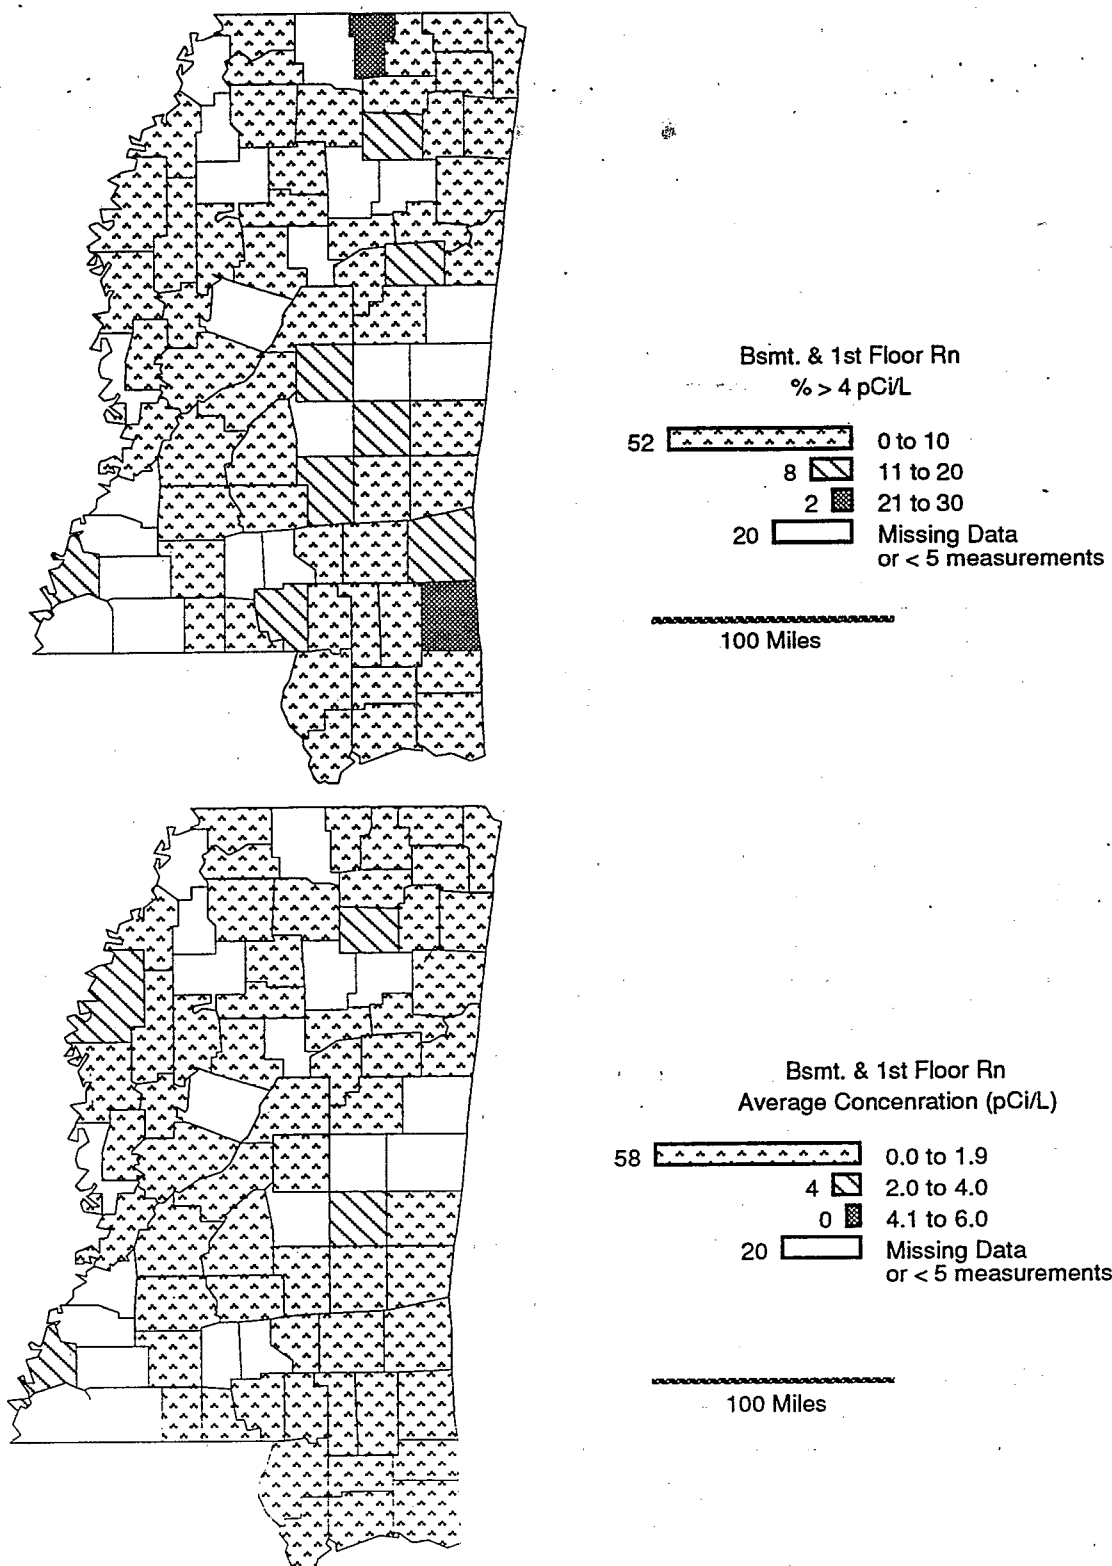 Bsmt. & 1st Floor Rn
% > 4 pCi/L
52 0 to 10
8 11 to 20
2 21 to 30
20 Missing Data
or < 5 measurements
100 Miles
Bsmt. & 1st Floor Rn
Average Concenration (pCi/L)
58 0.0 to 1.9
4 2.0 to 4.0
0 4.1 to 6.0
20 Missing Data
or < 5 measurements
100 Miles